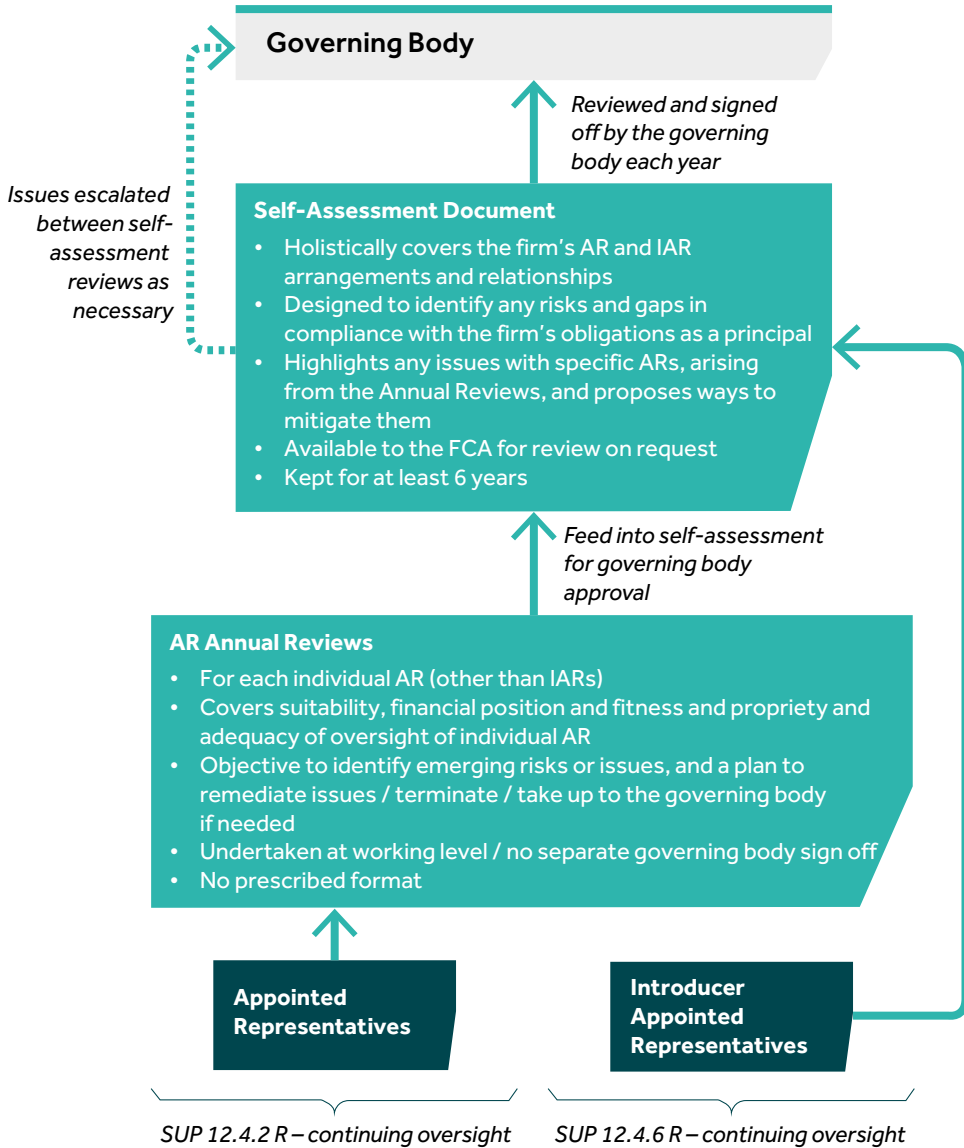 Governing Body
Reviewed and signed
off by the governing
body each year
Issues escalated
between self-
assessment
reviews as
necessary
Self-Assessment Document
• Holistically covers the firm's AR and IAR
arrangements and relationships
• Designed to identify any risks and gaps in
compliance with the firm's obligations as a principal
• Highlights any issues with specific ARs, arising
from the Annual Reviews, and proposes ways to
mitigate them
• Available to the FCA for review on request
• Kept for at least 6 years
Feed into self-assessment
for governing body
approval
AR Annual Reviews
• For each individual AR (other than IARs)
• Covers suitability, financial position and fitness and propriety and
adequacy of oversight of individual AR
• Objective to identify emerging risks or issues, and a plan to
remediate issues / terminate / take up to the governing body
if needed
• Undertaken at working level / no separate governing body sign off
• No prescribed format
Appointed
Representatives
Introducer
Appointed
Representatives
SUP 12.4.2 R – continuing oversight
SUP 12.4.6 R – continuing oversight